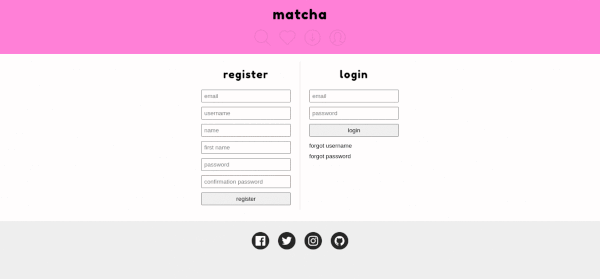 matcha
register
email
username
name
first name
password
confirmation password
register
login
email
password
login
forgot username
forgot password